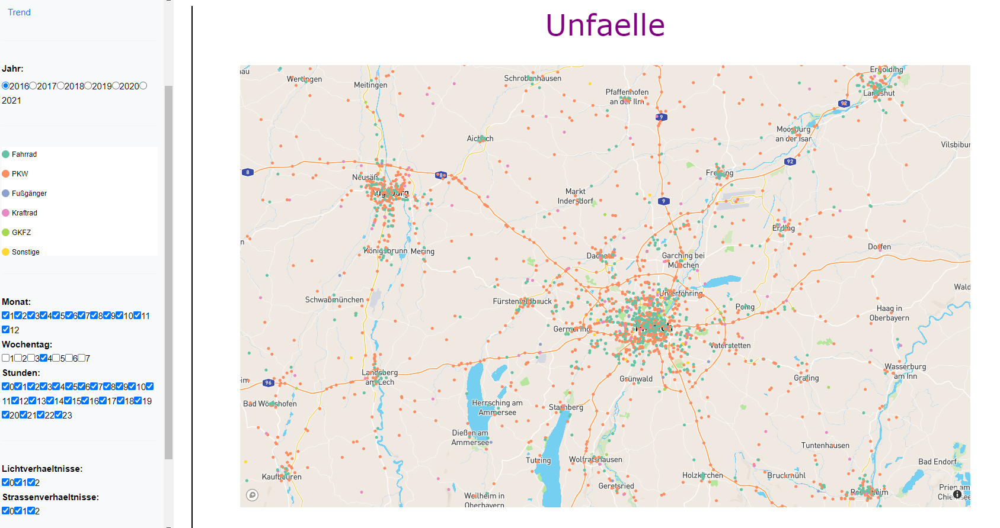 Trend
Jahr:
2016 2017 2018 2019 2020
2021
Fahrrad
PKW
Fußgänger
Kraftrad
GKFZ
Sonstige
Monat:
1 2 3 4 5 6 7 8 9 10 11
12
Wochentag:
1 2 3 4 5 6 7
Stunden:
0 1 2 3 4 5 6 7 8 9 10
11 12 13 14 15 16 17 18 19
20 21 22 23
Lichtverhaeltnisse:
0 1 2
Strassenverhaeltnisse:
0 1 2
Unfaelle
au
Wertingen
Meitingen
Schrobenhausen
Pfaffenhofen
an der Ilm
Ergolding
Landshut
92
9
Moosburg
an der Isar
Aichach
Vilsbibur
92
8
Neusäß
8
Freising
Augsburg
Markt
Indersdorf
9
Erding
n
Königsbrunn
Mering
Dachau
Garching bei
München
Dorfen
Schwabmünchen
Fürstenfeldbruck
Unterföhring
Poing
Wald
Haag in
Oberbayern
Germering
München
Vaterstetten
Landsberg
am Lech
Grünwald
Grafing
Wasserburg
am Inn
eim
96
Bad Wörishofen
Herrsching am
Ammersee
Starnberg
Dießen am
Ammersee
Tuntenhausen
Tutzing
Wolfratshausen
Bad Endorf
Kaufbeuren
Holzkirchen
Bruckmühl
Geretsried
Rosenheim
Prien am
Chiemsee
Weilheim in
Oberbayern